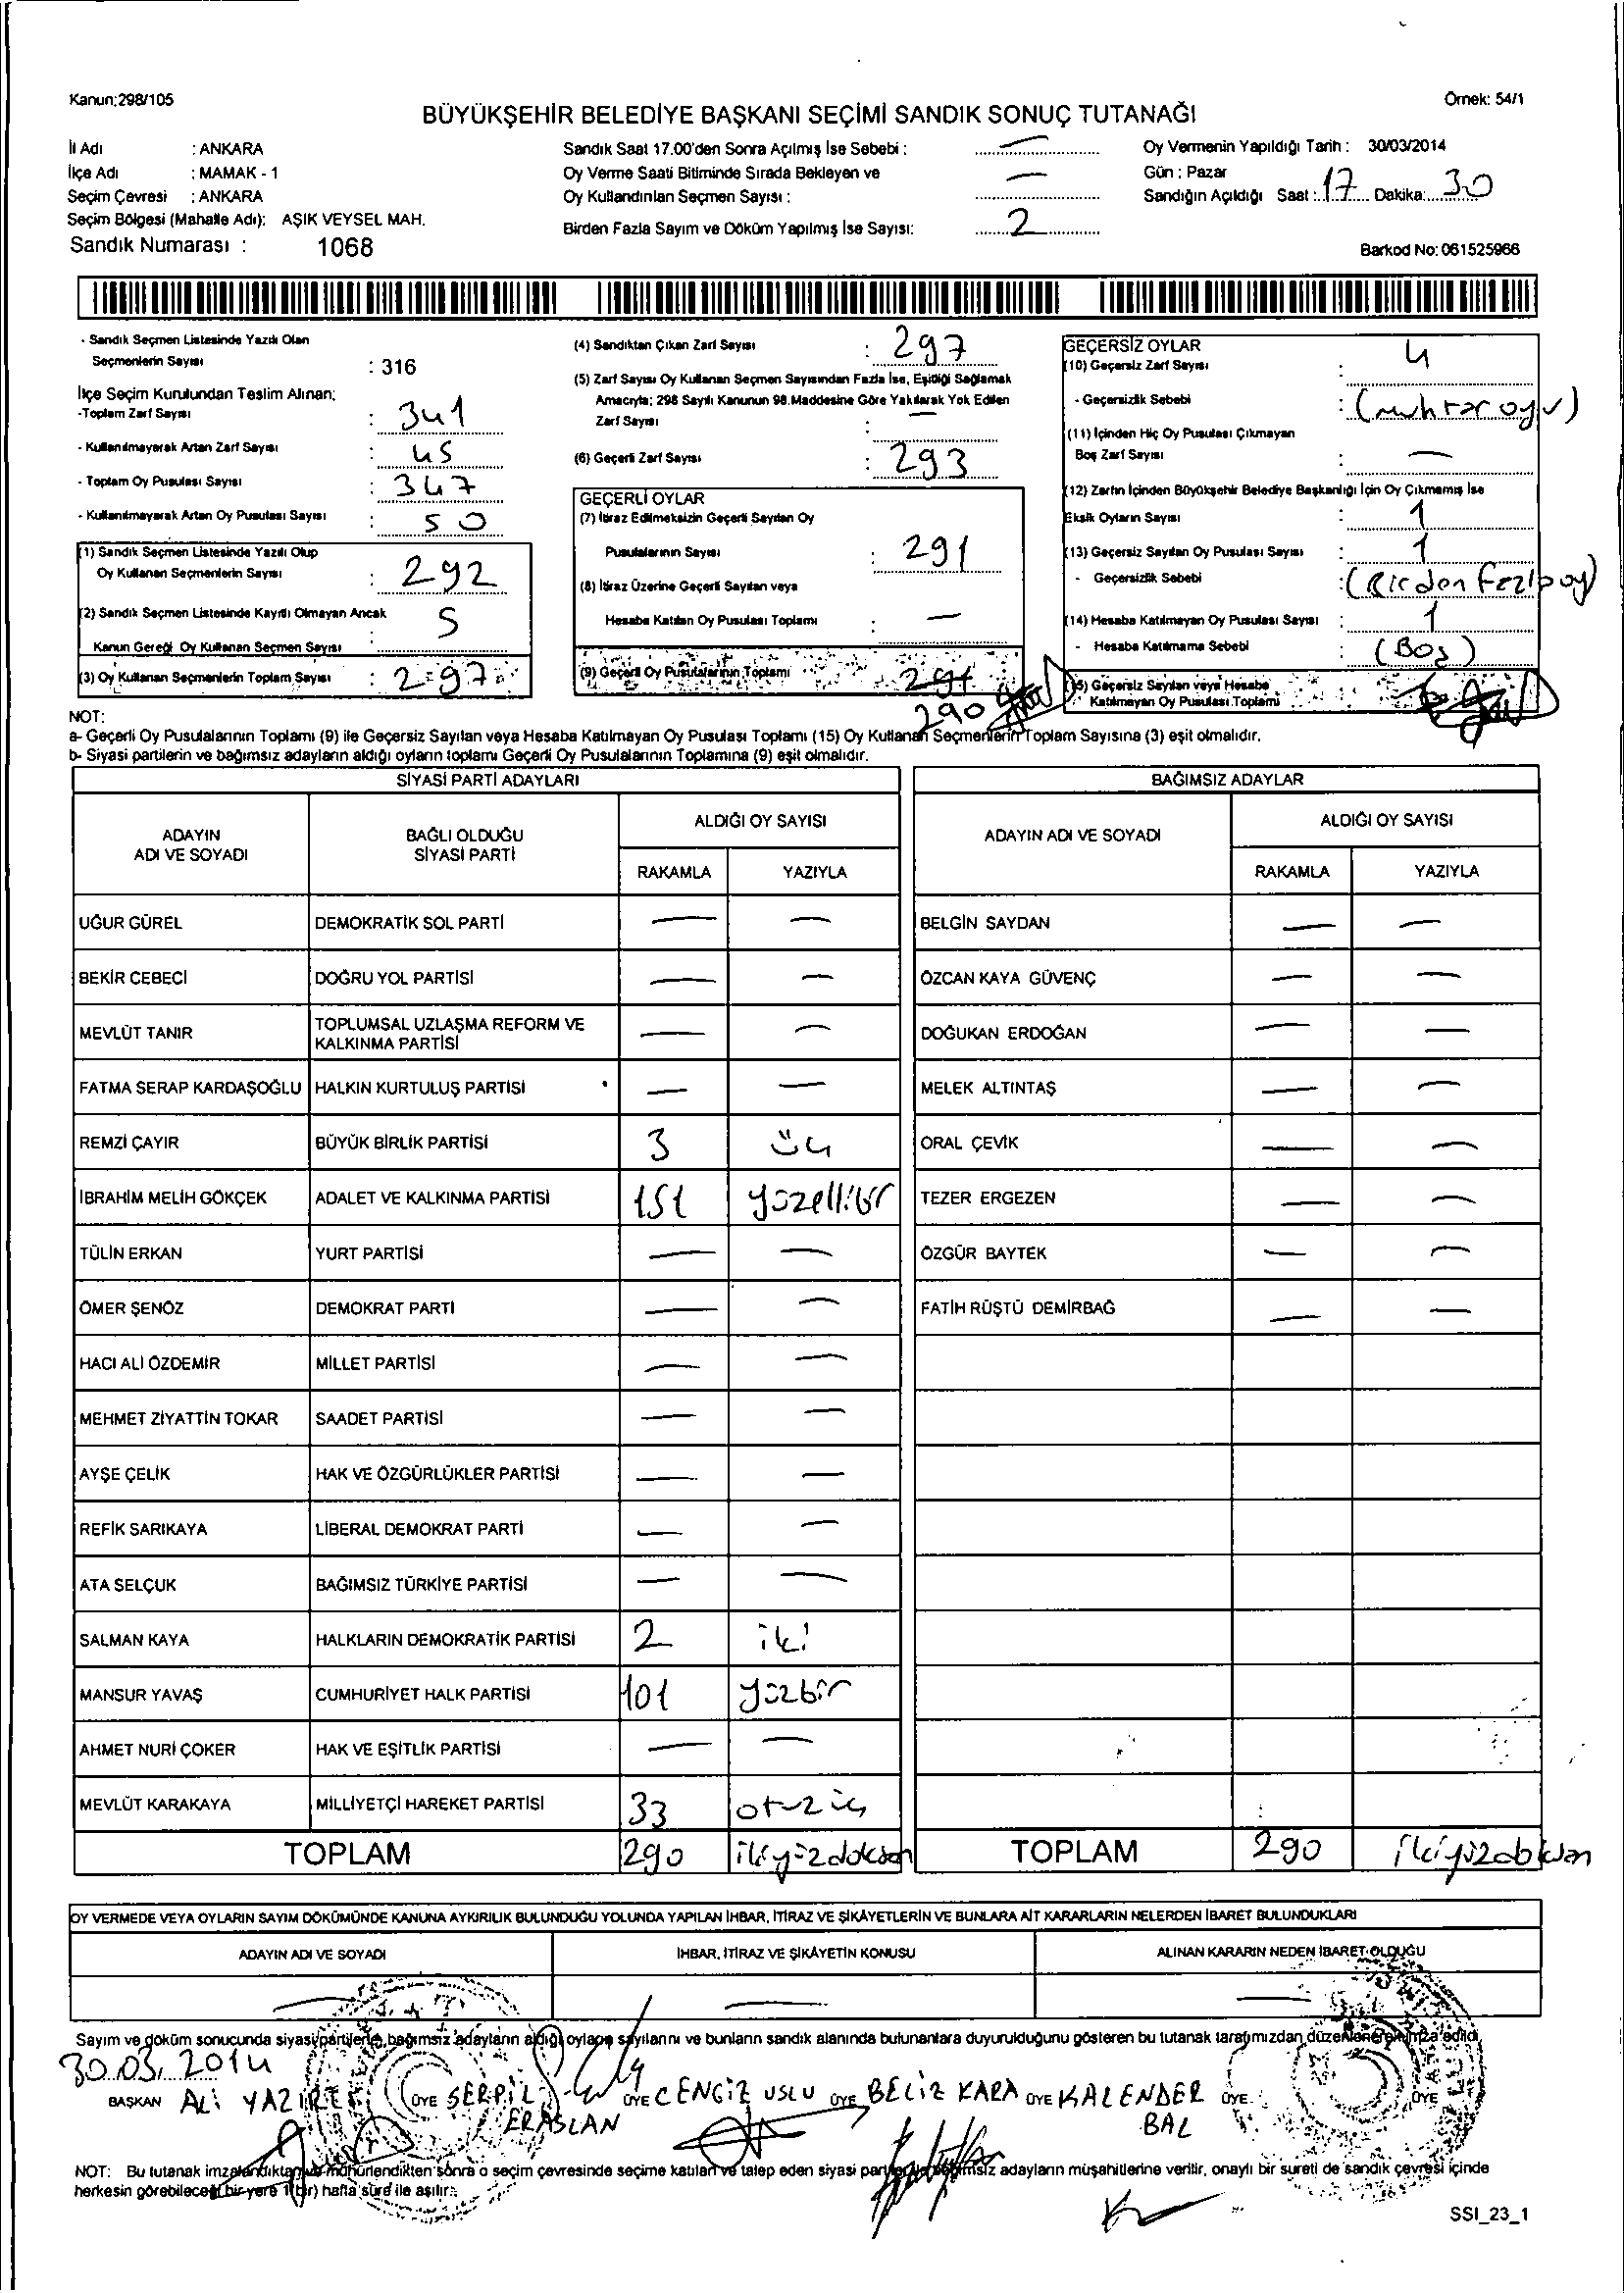 Kanun:298/105
Örnek: 54/1
BÜYÜKŞEHİR BELEDİYE BAŞKANI SEÇİMİ SANDIK SONUÇ TUTANAĞI
İl Adı : ANKARA
İlçe Adı : MAMAK - 1
Seçim Çevresi : ANKARA
Seçim Bölgesi (Mahalle Adı): AŞIK VEYSEL MAH.
Sandık Numarası : 1068
Sandık Saat 17.00'den Sonra Açılmış İse Sebebi : —
Oy Verme Saati Bitiminde Sırada Bekleyen ve
Oy Kullandırılan Seçmen Sayısı : —
Birden Fazla Sayım ve Döküm Yapılmış İse Sayısı: 2
Oy Vermenin Yapıldığı Tarih : 30/03/2014
Gün : Pazar
Sandığın Açıldığı Saat : 17 Dakika: 30
Barkod No: 061525966
- Sandık Seçmen Listesinde Yazılı Olan
Seçmenlerin Sayısı : 316
İlçe Seçim Kurulundan Teslim Alınan;
-Toplam Zarf Sayısı : 341
- Kullanılmayarak Artan Zarf Sayısı : 45
- Toplam Oy Pusulası Sayısı : 347
- Kullanılmayarak Artan Oy Pusulası Sayısı : 50
(1) Sandık Seçmen Listesinde Yazılı Olup
Oy Kullanan Seçmenlerin Sayısı : 292
(2) Sandık Seçmen Listesinde Kayıtlı Olmayan Ancak
Kanun Gereği Oy Kullanan Seçmen Sayısı : 5
(3) Oy Kullanan Seçmenlerin Toplam Sayısı : 297
(4) Sandıktan Çıkan Zarf Sayısı : 297
(5) Zarf Sayısı Oy Kullanan Seçmen Sayısından Fazla İse, Eşitliği Sağlamak
Amacıyla; 298 Sayılı Kanunun 98.Maddesine Göre Yakılarak Yok Edilen
Zarf Sayısı : —
(6) Geçerli Zarf Sayısı : 293
GEÇERLİ OYLAR
(7) İtiraz Edilmeksizin Geçerli Sayılan Oy
Pusulalarının Sayısı : 291
(8) İtiraz Üzerine Geçerli Sayılan veya
Hesaba Katılan Oy Pusulası Toplamı : —
(9) Geçerli Oy Pusulalarının Toplamı : 291
290
GEÇERSİZ OYLAR
(10) Geçersiz Zarf Sayısı : 4
- Geçersizlik Sebebi : (muhtar oyu)
(11) İçinden Hiç Oy Pusulası Çıkmayan
Boş Zarf Sayısı : —
(12) Zarfın İçinden Büyükşehir Belediye Başkanlığı İçin Oy Çıkmamış İse
Eksik Oyların Sayısı : 1
(13) Geçersiz Sayılan Oy Pusulası Sayısı : 1
- Geçersizlik Sebebi : (Birden fazla oy)
(14) Hesaba Katılmayan Oy Pusulası Sayısı : 1
- Hesaba Katılmama Sebebi : (Boş)
(15) Geçersiz Sayılan veya Hesaba
Katılmayan Oy Pusulası Toplamı
NOT:
a- Geçerli Oy Pusulalarının Toplamı (9) ile Geçersiz Sayılan veya Hesaba Katılmayan Oy Pusulası Toplamı (15) Oy Kullanan Seçmenlerin Toplam Sayısına (3) eşit olmalıdır.
b- Siyasi partilerin ve bağımsız adayların aldığı oyların toplamı Geçerli Oy Pusulalarının Toplamına (9) eşit olmalıdır.
SİYASİ PARTİ ADAYLARI
ADAYIN ADI VE SOYADI
BAĞLI OLDUĞU SİYASİ PARTİ
ALDIĞI OY SAYISI
RAKAMLA YAZIYLA
UĞUR GÜREL DEMOKRATİK SOL PARTİ — —
BEKİR CEBECİ DOĞRU YOL PARTİSİ — —
MEVLÜT TANIR TOPLUMSAL UZLAŞMA REFORM VE KALKINMA PARTİSİ — —
FATMA SERAP KARDAŞOĞLU HALKIN KURTULUŞ PARTİSİ — —
REMZİ ÇAYIR BÜYÜK BİRLİK PARTİSİ 3 üç
İBRAHİM MELİH GÖKÇEK ADALET VE KALKINMA PARTİSİ 151 yüzellibir
TÜLİN ERKAN YURT PARTİSİ — —
ÖMER ŞENÖZ DEMOKRAT PARTİ — —
HACI ALİ ÖZDEMİR MİLLET PARTİSİ — —
MEHMET ZİYATTİN TOKAR SAADET PARTİSİ — —
AYŞE ÇELİK HAK VE ÖZGÜRLÜKLER PARTİSİ — —
REFİK SARIKAYA LİBERAL DEMOKRAT PARTİ — —
ATA SELÇUK BAĞIMSIZ TÜRKİYE PARTİSİ — —
SALMAN KAYA HALKLARIN DEMOKRATİK PARTİSİ 2 iki
MANSUR YAVAŞ CUMHURİYET HALK PARTİSİ 101 yüzbir
AHMET NURİ ÇOKER HAK VE EŞİTLİK PARTİSİ — —
MEVLÜT KARAKAYA MİLLİYETÇİ HAREKET PARTİSİ 33 otuz üç
TOPLAM 290 ikiyüzdoksan
BAĞIMSIZ ADAYLAR
ADAYIN ADI VE SOYADI
ALDIĞI OY SAYISI
RAKAMLA YAZIYLA
BELGİN SAYDAN — —
ÖZCAN KAYA GÜVENÇ — —
DOĞUKAN ERDOĞAN — —
MELEK ALTINTAŞ — —
ORAL ÇEVİK — —
TEZER ERGEZEN — —
ÖZGÜR BAYTEK — —
FATİH RÜŞTÜ DEMİRBAĞ — —
TOPLAM 290 ikiyüzdoksan
OY VERMEDE VEYA OYLARIN SAYIM DÖKÜMÜNDE KANUNA AYKIRILIK BULUNDUĞU YOLUNDA YAPILAN İHBAR, İTİRAZ VE ŞİKÂYETLERİN VE BUNLARA AİT KARARLARIN NELERDEN İBARET BULUNDUKLARI
ADAYIN ADI VE SOYADI İHBAR, İTİRAZ VE ŞİKÂYETİN KONUSU ALINAN KARARIN NEDEN İBARET OLDUĞU
— — —
Sayım ve döküm sonucunda siyasi partilerle, bağımsız adayların aldığı oyların sayılarını ve bunların sandık alanında bulunanlara duyurulduğunu gösteren bu tutanak tarafımızdan düzenlenerek imza edildi.
30.03.2014
BAŞKAN ALİ ÜYE SERPİL ERASLAN ÜYE CENGİZ USLU ÜYE BELİZ KARA ÜYE KALENDER BAL ÜYE ÜYE
NOT: Bu tutanak imzalandıktan ve mühürlendikten sonra o seçim çevresinde seçime katılan ve talep eden siyasi parti ve bağımsız adayların müşahitlerine verilir, onaylı bir sureti de sandık çevresi içinde
herkesin görebileceği bir yere 1 (bir) hafta süre ile asılır.
SSI_23_1